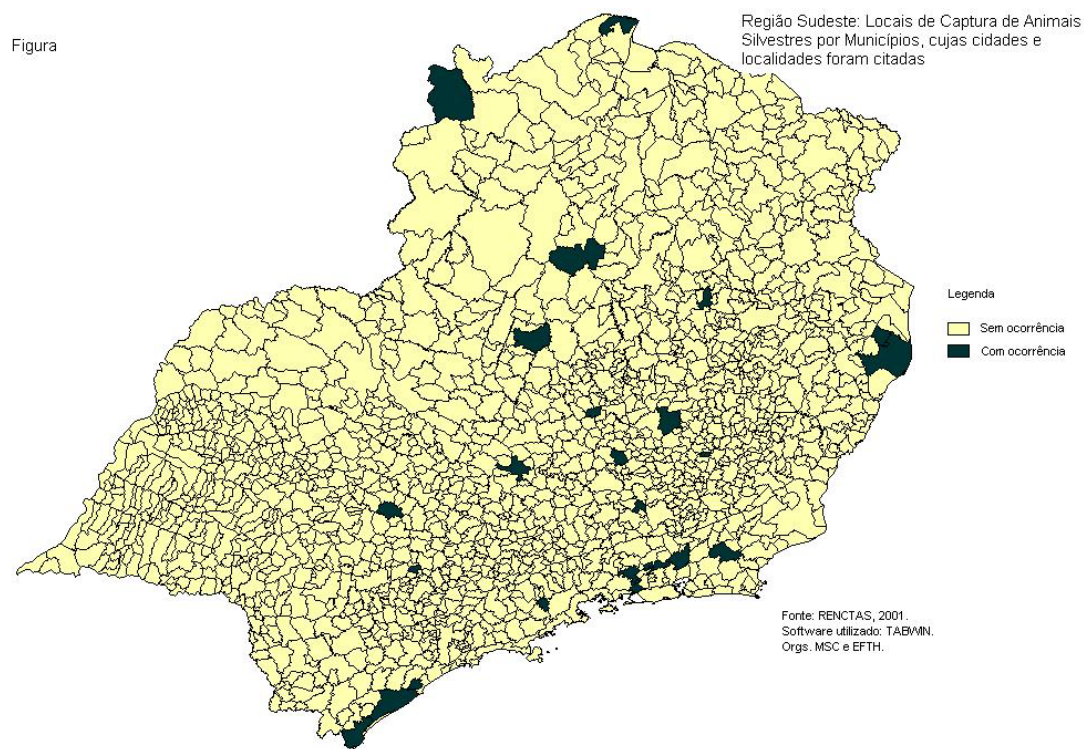 Figura
Região Sudeste: Locais de Captura de Animais
Silvestres por Municípios, cujas cidades e
localidades foram citadas
Legenda
Sem ocorrência
Com ocorrência
Fonte: RENCTAS, 2001.
Software utilizado: TABWIN.
Orgs. MSC e EFTH.